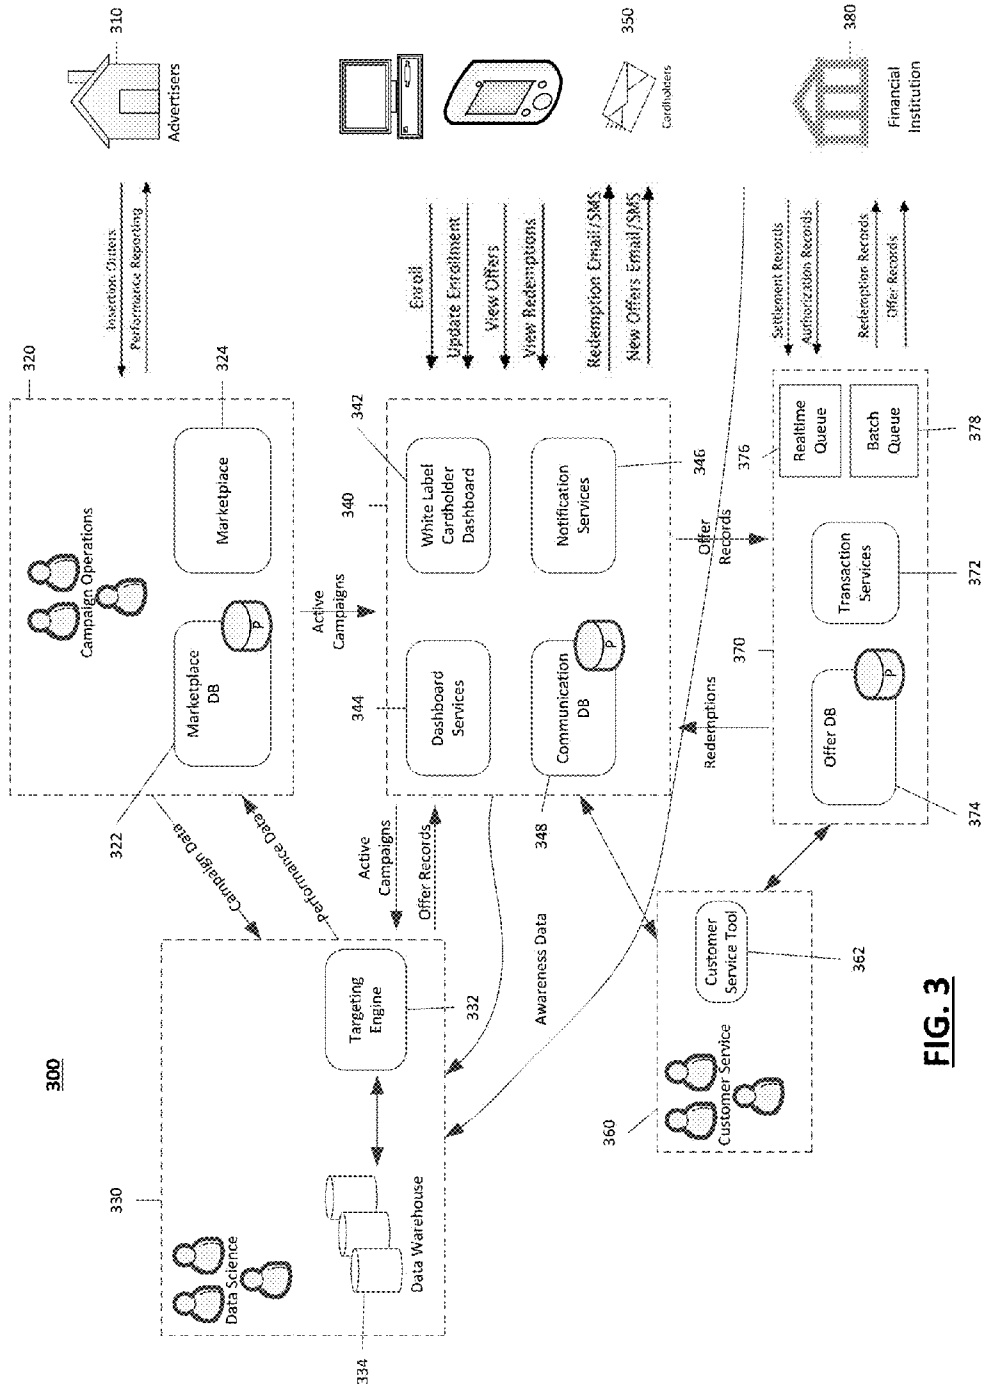 300
330
Data Science
334
Data Warehouse
Targeting
Engine
332
Campaign Data
Performance Data
Active
Campaigns
Offer Records
Awareness Data
320
Campaign Operations
322
Marketplace
DB
P
324
Marketplace
Active
Campaigns
340
342
White Label
Cardholder
Dashboard
344
Dashboard
Services
346
Notification
Services
348
Communication
DB
P
Offer
Records
Redemptions
360
Customer Service
Customer
Service Tool
362
370
372
Transaction
Services
374
Offer DB
P
376
Realtime
Queue
378
Batch
Queue
310
Advertisers
Insertion Orders
Performance Reporting
Enroll
Update Enrollment
View Offers
View Redemptions
Redemption Email/SMS
New Offers Email/SMS
350
Cardholders
Settlement Records
Authorization Records
Redemption Records
Offer Records
380
Financial
Institution
FIG. 3